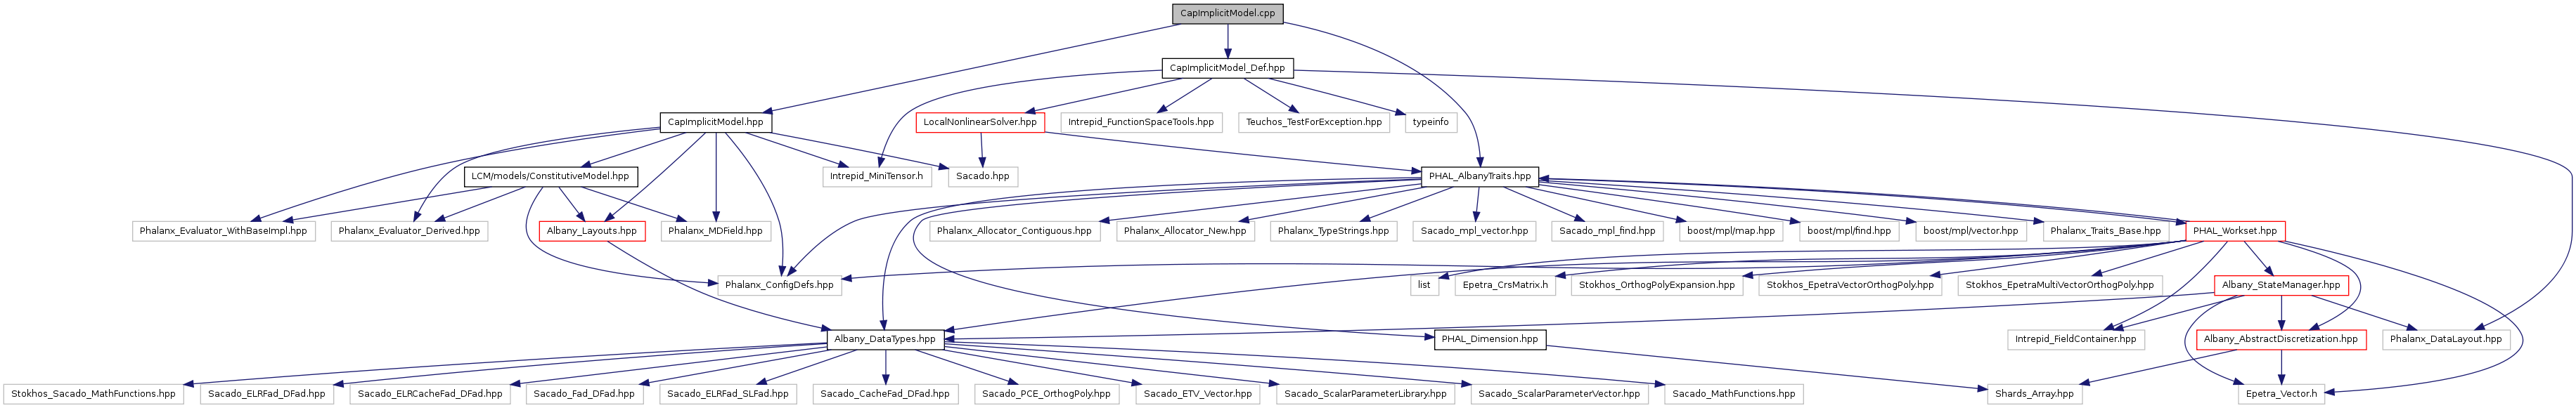 CapImplicitModel.cpp
CapImplicitModel_Def.hpp
CapImplicitModel.hpp
LocalNonlinearSolver.hpp
Intrepid_FunctionSpaceTools.hpp
Teuchos_TestForException.hpp
typeinfo
LCM/models/ConstitutiveModel.hpp
Intrepid_MiniTensor.h
Sacado.hpp
PHAL_AlbanyTraits.hpp
Phalanx_Evaluator_WithBaseImpl.hpp
Phalanx_Evaluator_Derived.hpp
Albany_Layouts.hpp
Phalanx_MDField.hpp
Phalanx_Allocator_Contiguous.hpp
Phalanx_Allocator_New.hpp
Phalanx_TypeStrings.hpp
Sacado_mpl_vector.hpp
Sacado_mpl_find.hpp
boost/mpl/map.hpp
boost/mpl/find.hpp
boost/mpl/vector.hpp
Phalanx_Traits_Base.hpp
PHAL_Workset.hpp
Phalanx_ConfigDefs.hpp
list
Epetra_CrsMatrix.h
Stokhos_OrthogPolyExpansion.hpp
Stokhos_EpetraVectorOrthogPoly.hpp
Stokhos_EpetraMultiVectorOrthogPoly.hpp
Albany_StateManager.hpp
Albany_DataTypes.hpp
PHAL_Dimension.hpp
Intrepid_FieldContainer.hpp
Albany_AbstractDiscretization.hpp
Phalanx_DataLayout.hpp
Stokhos_Sacado_MathFunctions.hpp
Sacado_ELRFad_DFad.hpp
Sacado_ELRCacheFad_DFad.hpp
Sacado_Fad_DFad.hpp
Sacado_ELRFad_SLFad.hpp
Sacado_CacheFad_DFad.hpp
Sacado_PCE_OrthogPoly.hpp
Sacado_ETV_Vector.hpp
Sacado_ScalarParameterLibrary.hpp
Sacado_ScalarParameterVector.hpp
Sacado_MathFunctions.hpp
Shards_Array.hpp
Epetra_Vector.h